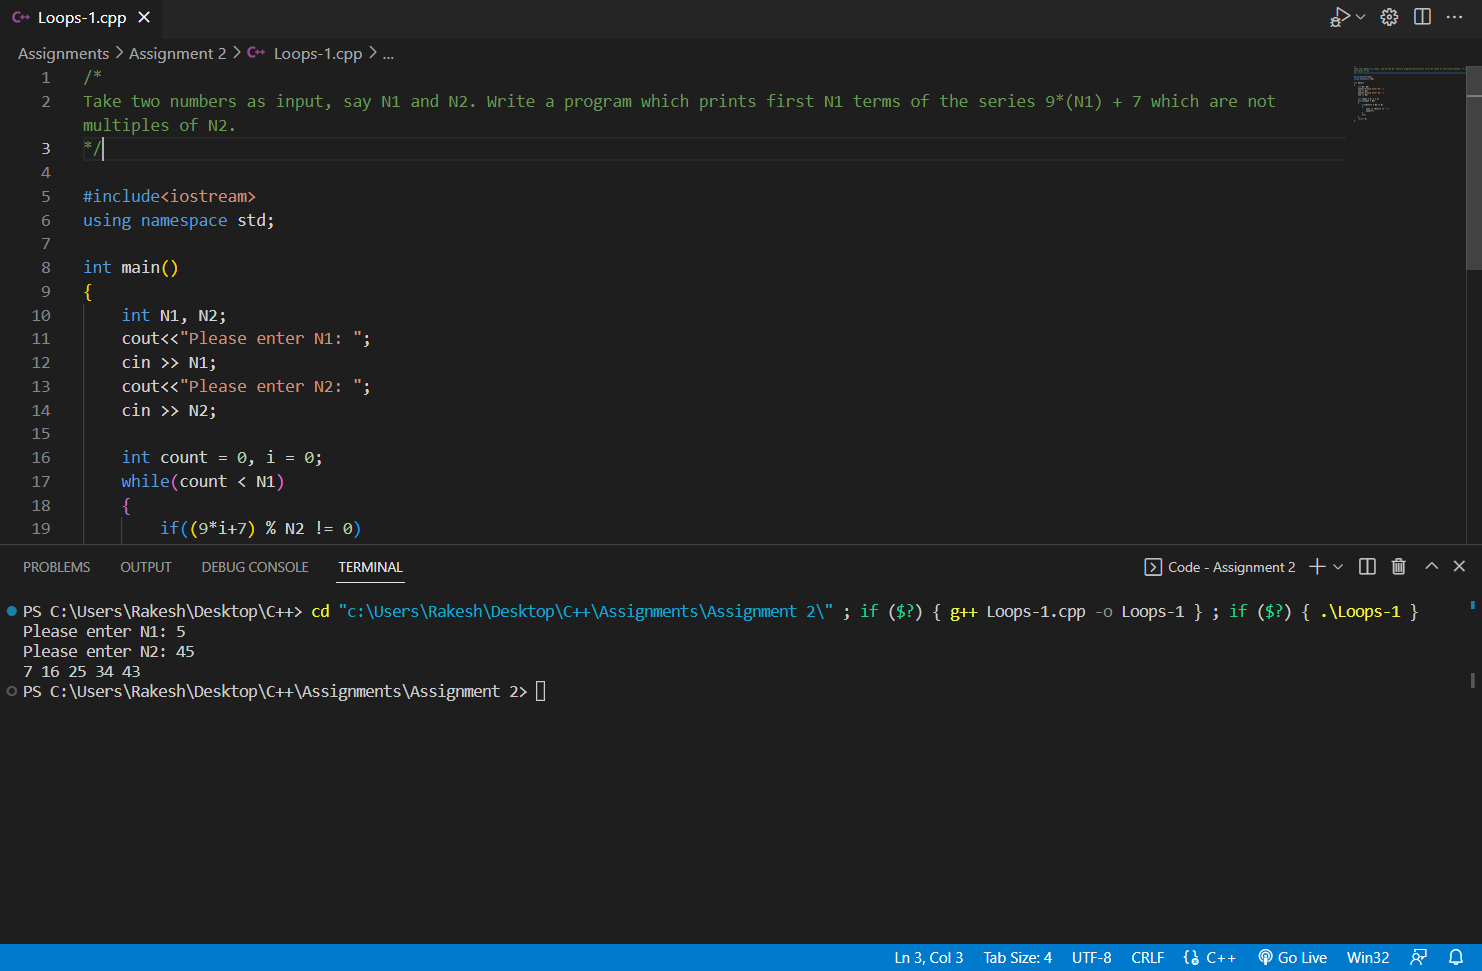 C++ Loops-1.cpp
Assignments > Assignment 2 > C++ Loops-1.cpp > ...
1 /*
2 Take two numbers as input, say N1 and N2. Write a program which prints first N1 terms of the series 9*(N1) + 7 which are not
multiples of N2.
3 */
4
5 #include<iostream>
6 using namespace std;
7
8 int main()
9 {
10 int N1, N2;
11 cout<<"Please enter N1: ";
12 cin >> N1;
13 cout<<"Please enter N2: ";
14 cin >> N2;
15
16 int count = 0, i = 0;
17 while(count < N1)
18 {
19 if((9*i+7) % N2 != 0)
PROBLEMS OUTPUT DEBUG CONSOLE TERMINAL Code - Assignment 2
PS C:\Users\Rakesh\Desktop\C++> cd "c:\Users\Rakesh\Desktop\C++\Assignments\Assignment 2\" ; if ($?) { g++ Loops-1.cpp -o Loops-1 } ; if ($?) { .\Loops-1 }
Please enter N1: 5
Please enter N2: 45
7 16 25 34 43
PS C:\Users\Rakesh\Desktop\C++\Assignments\Assignment 2>
Ln 3, Col 3 Tab Size: 4 UTF-8 CRLF C++ Go Live Win32